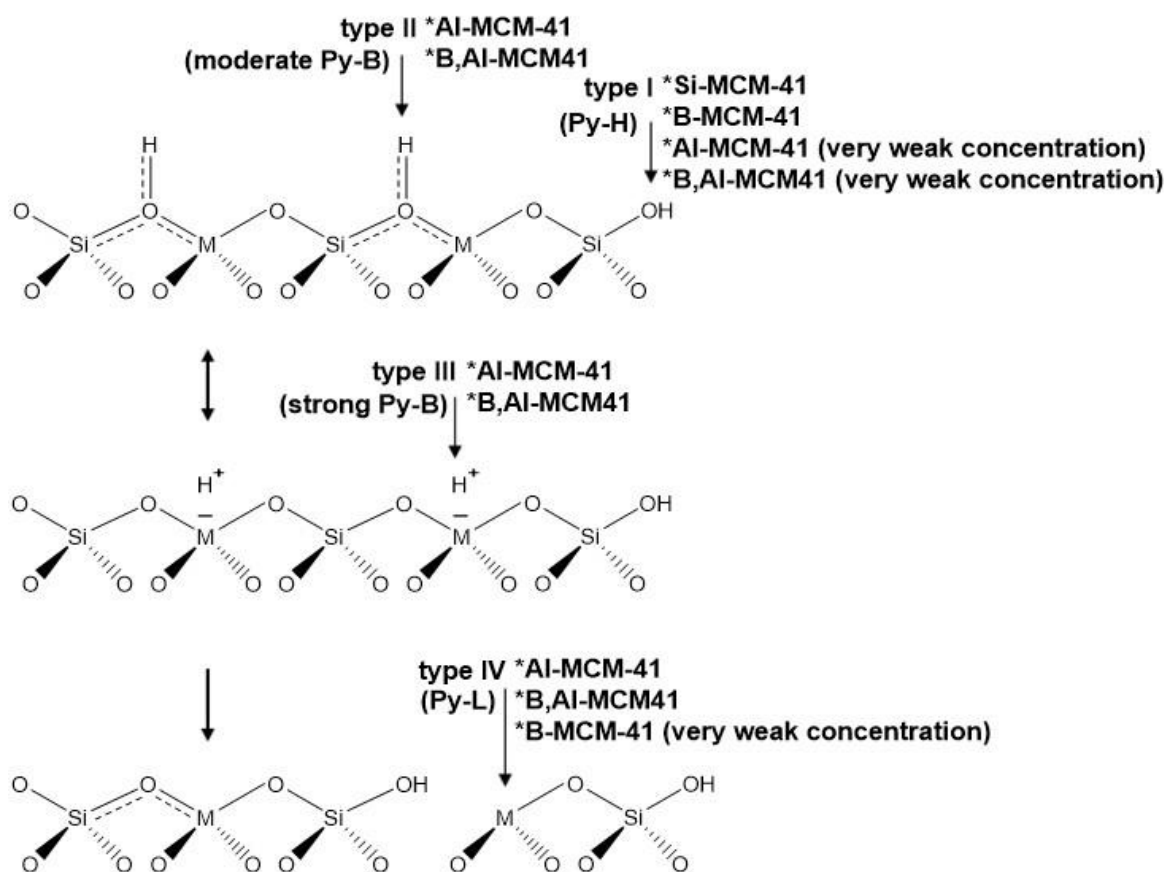 type II *Al-MCM-41
(moderate Py-B) *B,Al-MCM41
type I *Si-MCM-41
(Py-H) *B-MCM-41
*Al-MCM-41 (very weak concentration)
*B,Al-MCM41 (very weak concentration)
H H
O O O O O OH
Si M Si M Si
O O O O O O O O O O
type III *Al-MCM-41
(strong Py-B) *B,Al-MCM41
H+ H+
O O O O O OH
Si M Si M Si
O O O O O O O O O O
type IV *Al-MCM-41
(Py-L) *B,Al-MCM41
*B-MCM-41 (very weak concentration)
O O O OH O OH
Si M Si M Si
O O O O O O O O O O